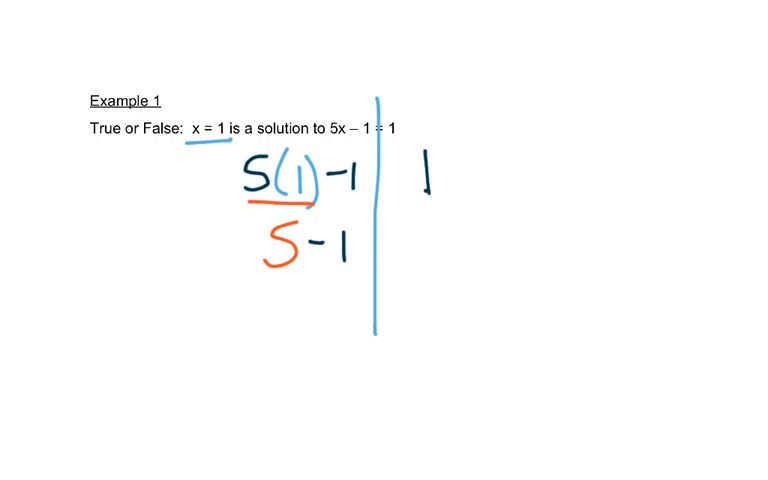 Example 1
True or False: x = 1 is a solution to 5x – 1 = 1
5(1)-1 1
5-1